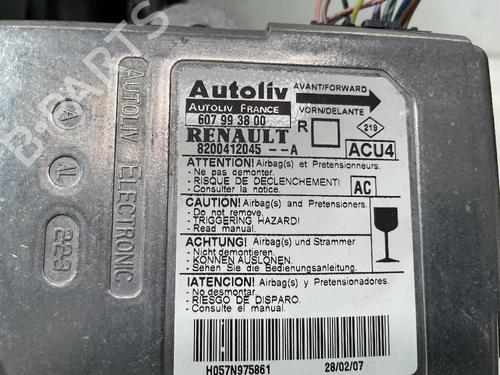 Autoliv
AVANT/FORWARD
AUTOLIV FRANCE
VORN/DELANTE
607 99 38 00
R
219
RENAULT
8200412045 --A
ACU4
ATTENTION! Airbag(s) et Pretensionneurs.
- Ne pas demonter.
- RISQUE DE DECLENCHEMENT!
- Consulter la notice.
AC
CAUTION! Airbag(s) and Pretensioners.
- Do not remove.
- TRIGGERING HAZARD!
- Read manual.
ACHTUNG! Airbag(s) und Strammer
- Nicht demontieren.
- KONNEN AUSLONEN.
- Sehen Sie die Bedienungsanleitung.
!ATENCION! Airbag(s) y Pretensionadores.
- No desmontar.
- RIESGO DE DISPARO.
- Consulte el manual.
H057N975861
28/02/07
AUTOLIV ELECTRONIC
A
AL
B-PARTS